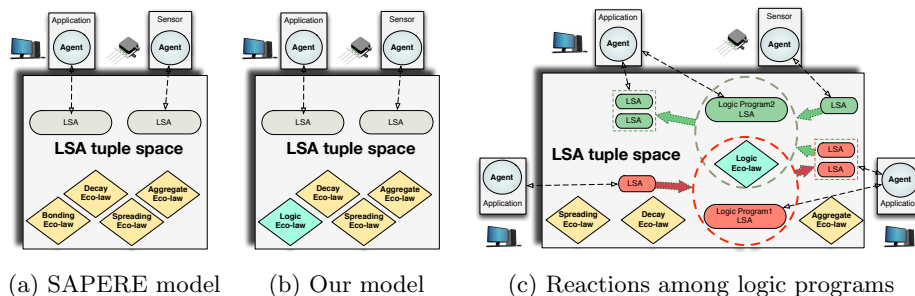 Application
Agent
Sensor
Agent
LSA
LSA
LSA tuple space
Decay
Eco-law
Aggregate
Eco-law
Bonding
Eco-law
Spreading
Eco-law
(a) SAPERE model
Application
Agent
Sensor
Agent
LSA
LSA
LSA tuple space
Decay
Eco-law
Aggregate
Eco-law
Logic
Eco-law
Spreading
Eco-law
(b) Our model
Application
Agent
Sensor
Agent
LSA
LSA
Logic Program2
LSA
LSA
LSA
LSA
LSA tuple space
Logic
Eco-law
Agent
Application
LSA
Agent
Application
Logic Program1
LSA
Spreading
Eco-law
Decay
Eco-law
Aggregate
Eco-law
(c) Reactions among logic programs